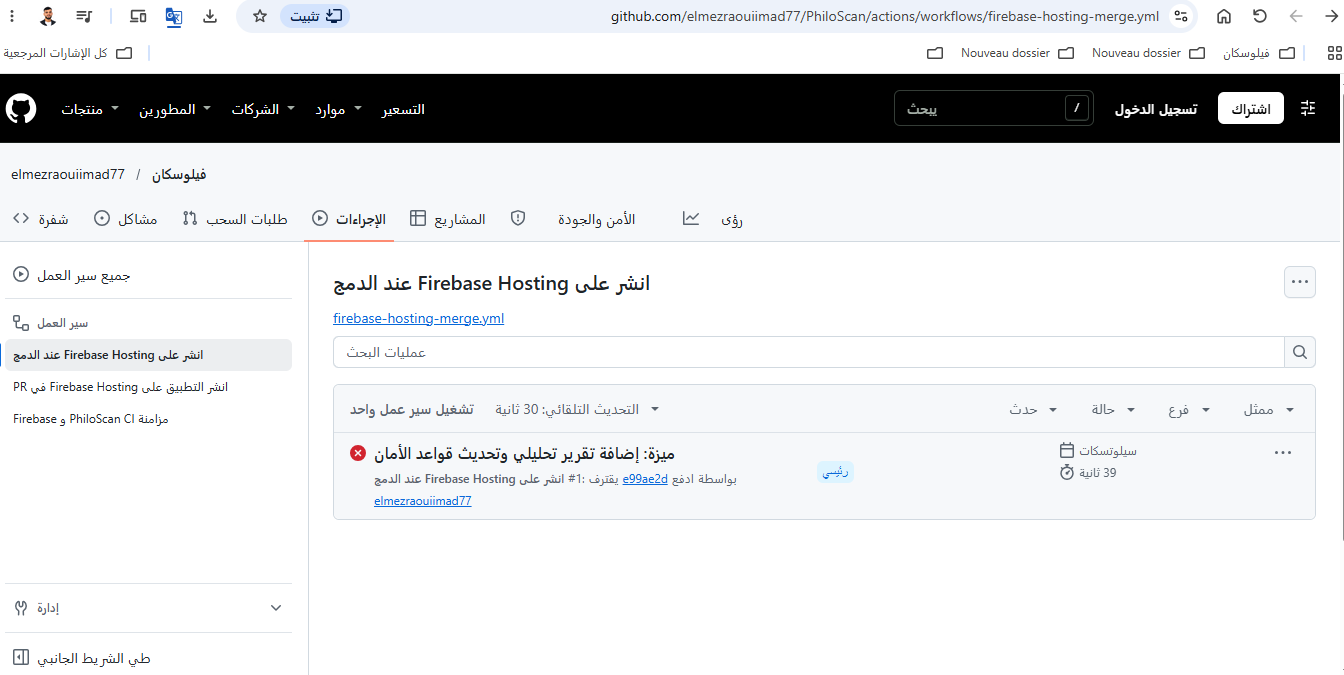 تثبيت
github.com/elmezraouiimad77/PhiloScan/actions/workflows/firebase-hosting-merge.yml
كل الإشارات المرجعية
Nouveau dossier
Nouveau dossier
فيلوسكان
منتجات
المطورين
الشركات
موارد
التسعير
يبحث
/
تسجيل الدخول
اشتراك
elmezraouiimad77 / فيلوسكان
شفرة
مشاكل
طلبات السحب
الإجراءات
المشاريع
الأمن والجودة
رؤى
جميع سير العمل
سير العمل
انشر على Firebase Hosting عند الدمج
انشر التطبيق على Firebase Hosting في PR
مزامنة PhiloScan CI و Firebase
إدارة
طي الشريط الجانبي
انشر على Firebase Hosting عند الدمج
firebase-hosting-merge.yml
عمليات البحث
تشغيل سير عمل واحد
التحديث التلقائي: 30 ثانية
حدث
حالة
فرع
ممثل
ميزة: إضافة تقرير تحليلي وتحديث قواعد الأمان
انشر على Firebase Hosting عند الدمج #1: يقترف e99ae2d بواسطة ادفع
elmezraouiimad77
رئيسي
سيلوتسكات
39 ثانية